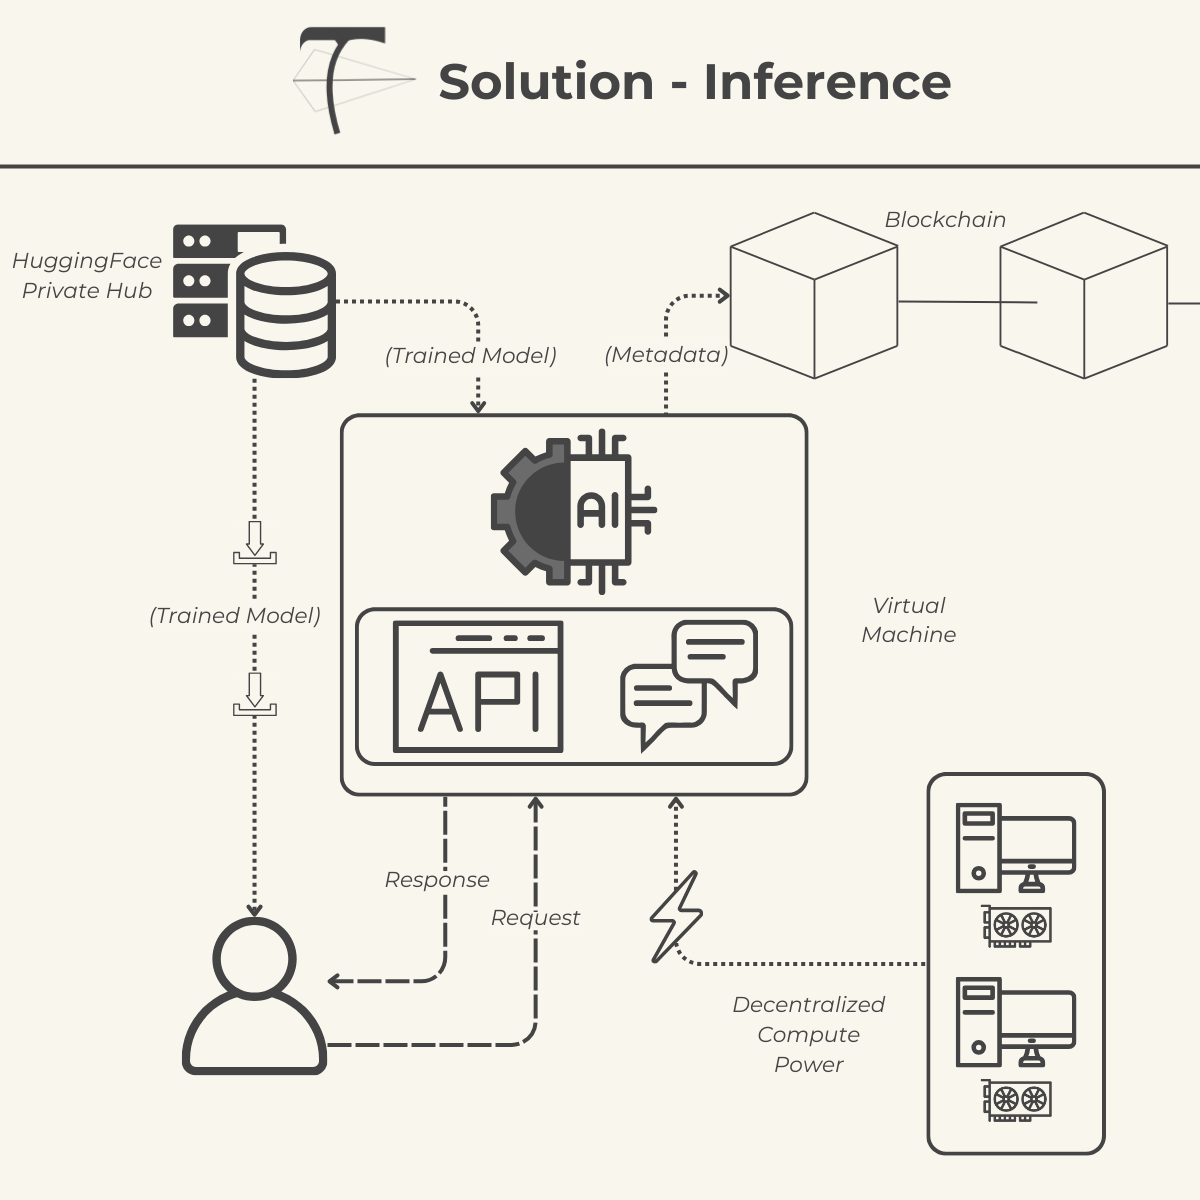 Solution - Inference
Blockchain
HuggingFace
Private Hub
(Trained Model)
(Metadata)
AI
Virtual
Machine
(Trained Model)
API
Response
Request
Decentralized
Compute
Power